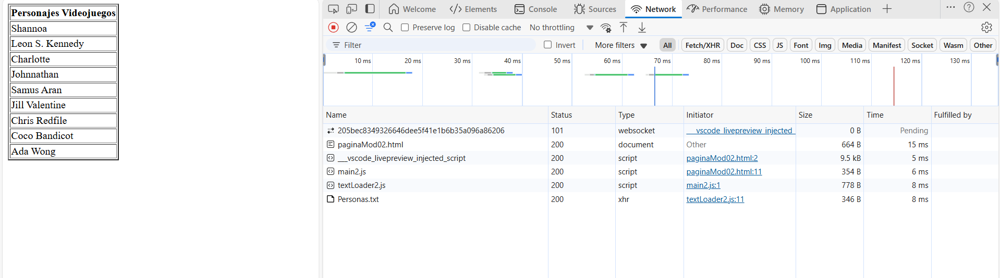 Personajes Videojuegos
Shannoa
Leon S. Kennedy
Charlotte
Johnnathan
Samus Aran
Jill Valentine
Chris Redfile
Coco Bandicot
Ada Wong
Welcome Elements Console Sources Network Performance Memory Application
Preserve log Disable cache No throttling
Filter Invert More filters All Fetch/XHR Doc CSS JS Font Img Media Manifest Socket Wasm Other
10 ms 20 ms 30 ms 40 ms 50 ms 60 ms 70 ms 80 ms 90 ms 100 ms 110 ms 120 ms 130 ms
Name Status Type Initiator Size Time Fulfilled by
205bec8349326646dee5f41e1b6b35a096a86206 101 websocket ___vscode_livepreview_injected_ 0 B Pending
paginaMod02.html 200 document Other 664 B 15 ms
___vscode_livepreview_injected_script 200 script paginaMod02.html:2 9.5 kB 5 ms
main2.js 200 script paginaMod02.html:11 354 B 6 ms
textLoader2.js 200 script main2.js:1 778 B 8 ms
Personas.txt 200 xhr textLoader2.js:11 346 B 8 ms